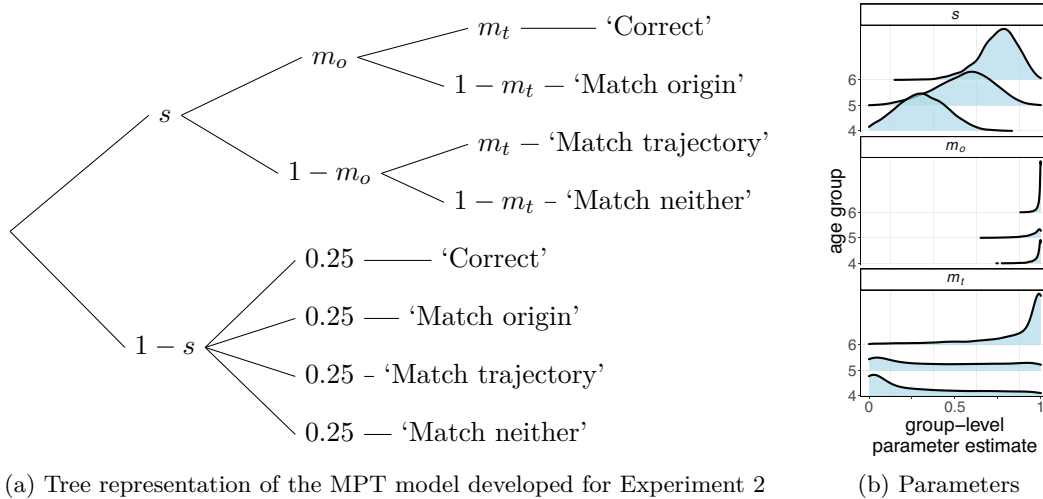 s
m_o
m_t
'Correct'
1 − m_t
'Match origin'
1 − m_o
m_t
'Match trajectory'
1 − m_t
'Match neither'
1 − s
0.25
'Correct'
0.25
'Match origin'
0.25
'Match trajectory'
0.25
'Match neither'
(a) Tree representation of the MPT model developed for Experiment 2
s
6
5
4
m_o
6
5
4
m_t
6
5
4
age group
0 0.5 1
group−level
parameter estimate
(b) Parameters